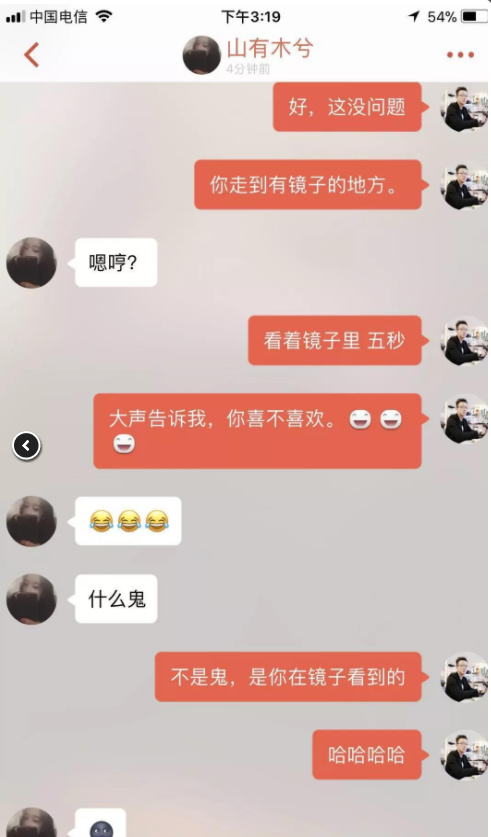 中国电信 下午3:19 54%
山有木兮
4分钟前
好，这没问题
你走到有镜子的地方。
嗯哼？
看着镜子里 五秒
大声告诉我，你喜不喜欢。😄😄
😄
😂😂😂
什么鬼
不是鬼，是你在镜子看到的
哈哈哈哈
🌚